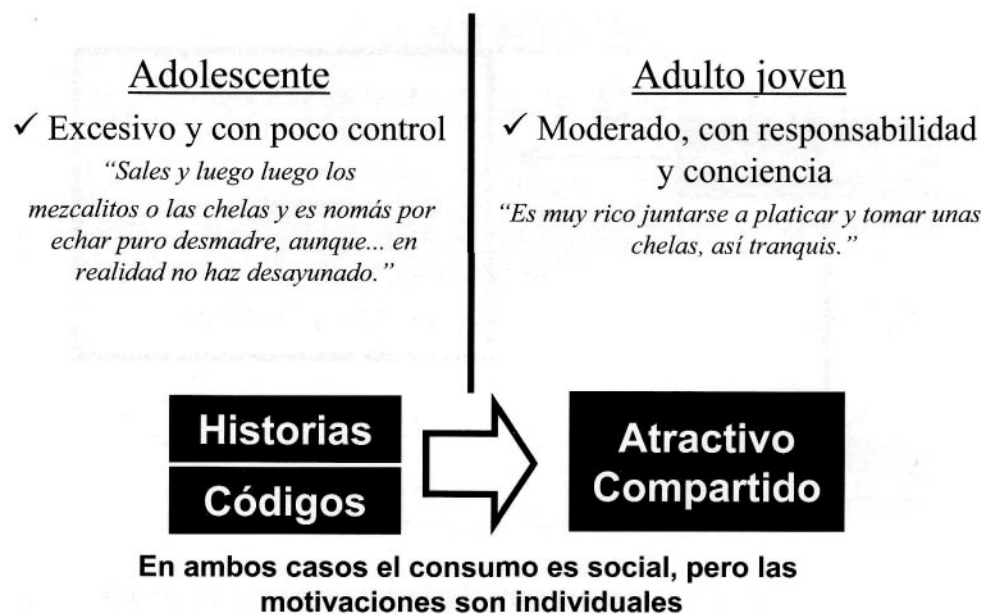 Adolescente
✓ Excesivo y con poco control
“Sales y luego luego los
mezcalitos o las chelas y es nomás por
echar puro desmadre, aunque... en
realidad no haz desayunado.”
Adulto joven
✓ Moderado, con responsabilidad
y conciencia
“Es muy rico juntarse a platicar y tomar unas
chelas, así tranquis.”
Historias
Códigos
Atractivo
Compartido
En ambos casos el consumo es social, pero las
motivaciones son individuales